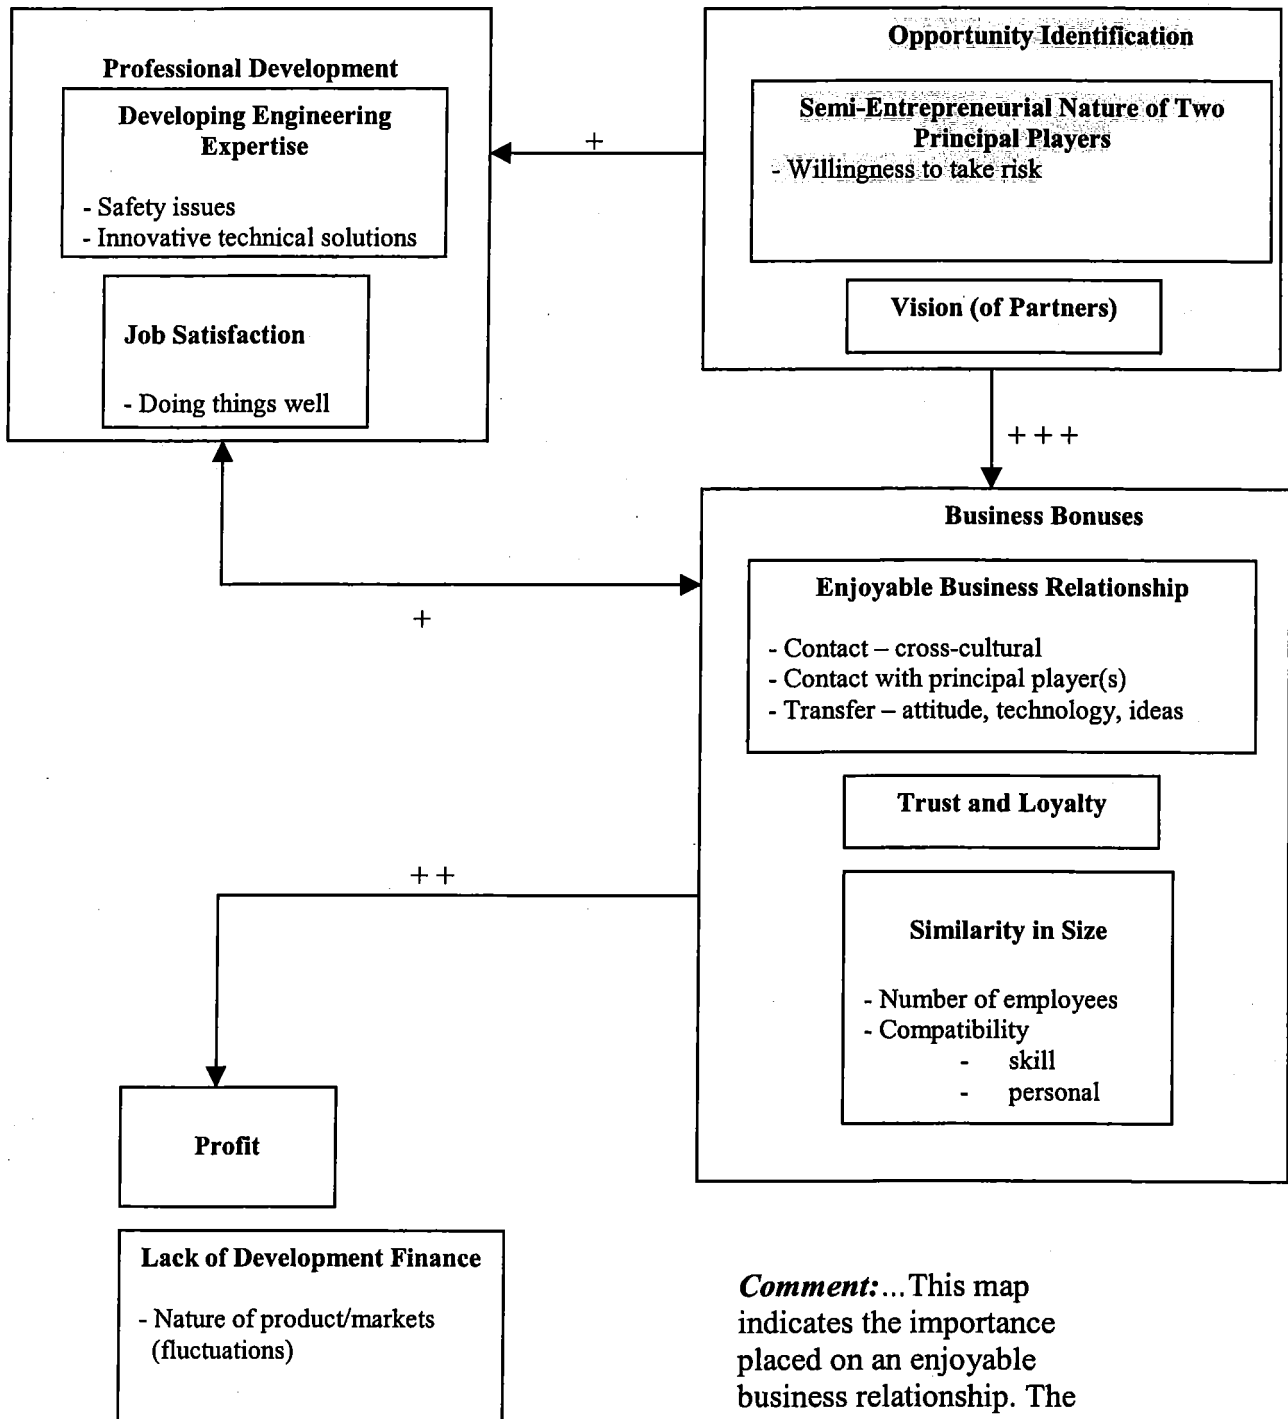 Professional Development
Developing Engineering
Expertise
- Safety issues
- Innovative technical solutions
Job Satisfaction
- Doing things well
+
Opportunity Identification
Semi-Entrepreneurial Nature of Two
Principal Players
- Willingness to take risk
Vision (of Partners)
+ + +
Business Bonuses
Enjoyable Business Relationship
- Contact – cross-cultural
- Contact with principal player(s)
- Transfer – attitude, technology, ideas
Trust and Loyalty
Similarity in Size
- Number of employees
- Compatibility
- skill
- personal
+
+ +
Profit
Lack of Development Finance
- Nature of product/markets
(fluctuations)
Comment:...This map
indicates the importance
placed on an enjoyable
business relationship. The